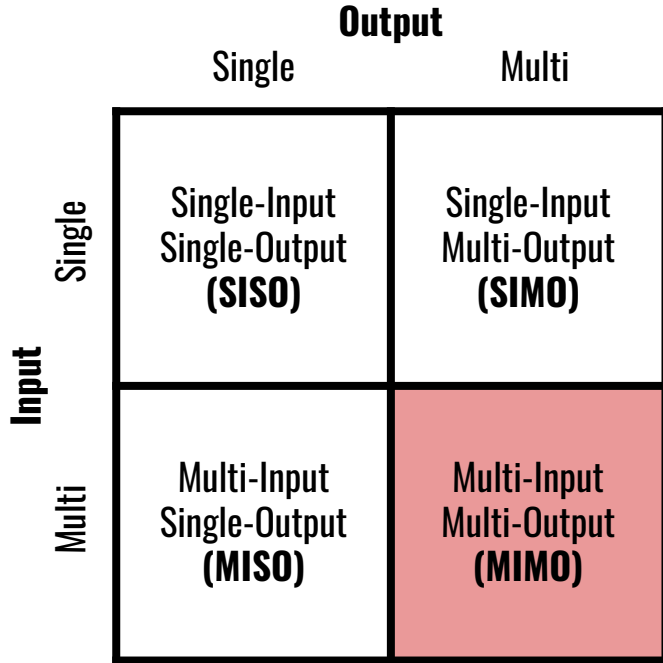 Output
Single Multi
Input
Single
Single-Input
Single-Output
(SISO)
Single-Input
Multi-Output
(SIMO)
Multi
Multi-Input
Single-Output
(MISO)
Multi-Input
Multi-Output
(MIMO)